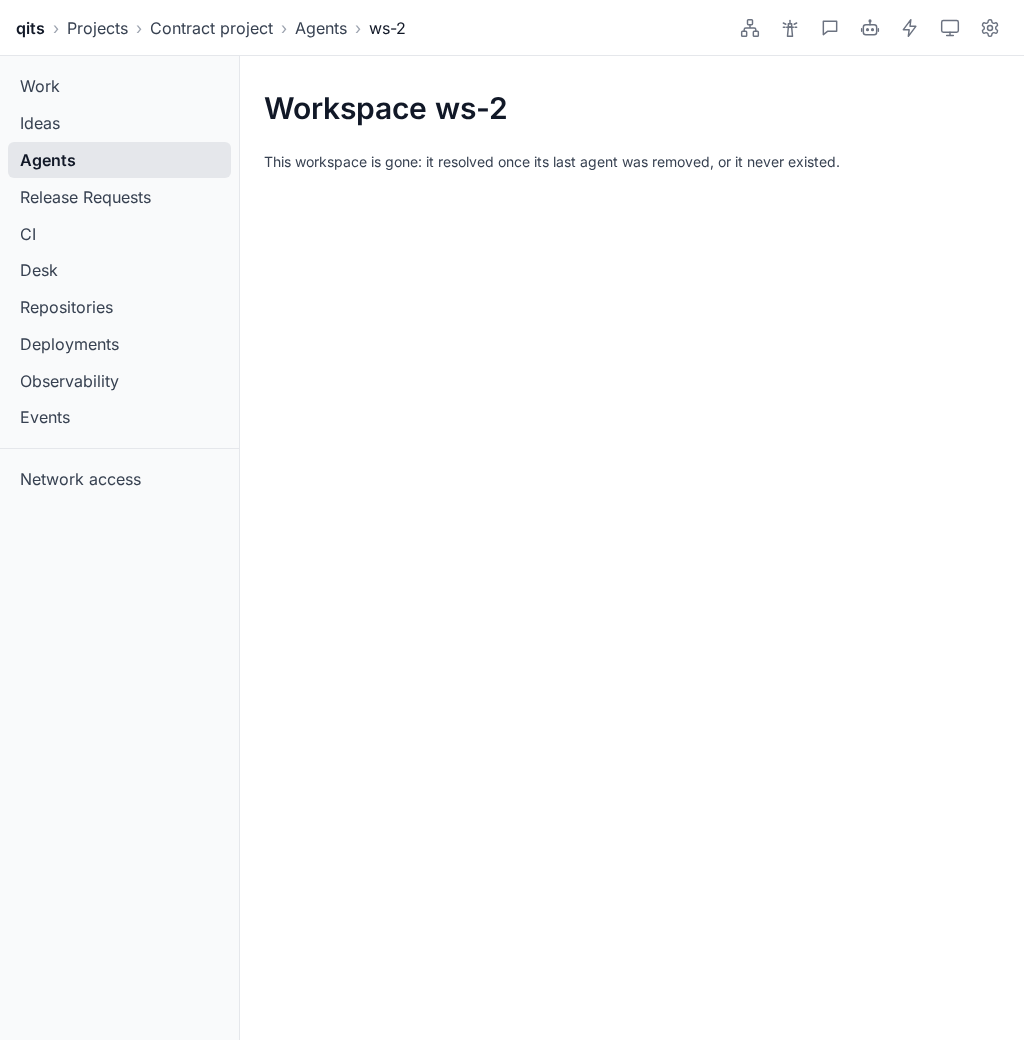 qits › Projects › Contract project › Agents › ws-2
Work
Ideas
Agents
Release Requests
CI
Desk
Repositories
Deployments
Observability
Events
Network access
Workspace ws-2
This workspace is gone: it resolved once its last agent was removed, or it never existed.